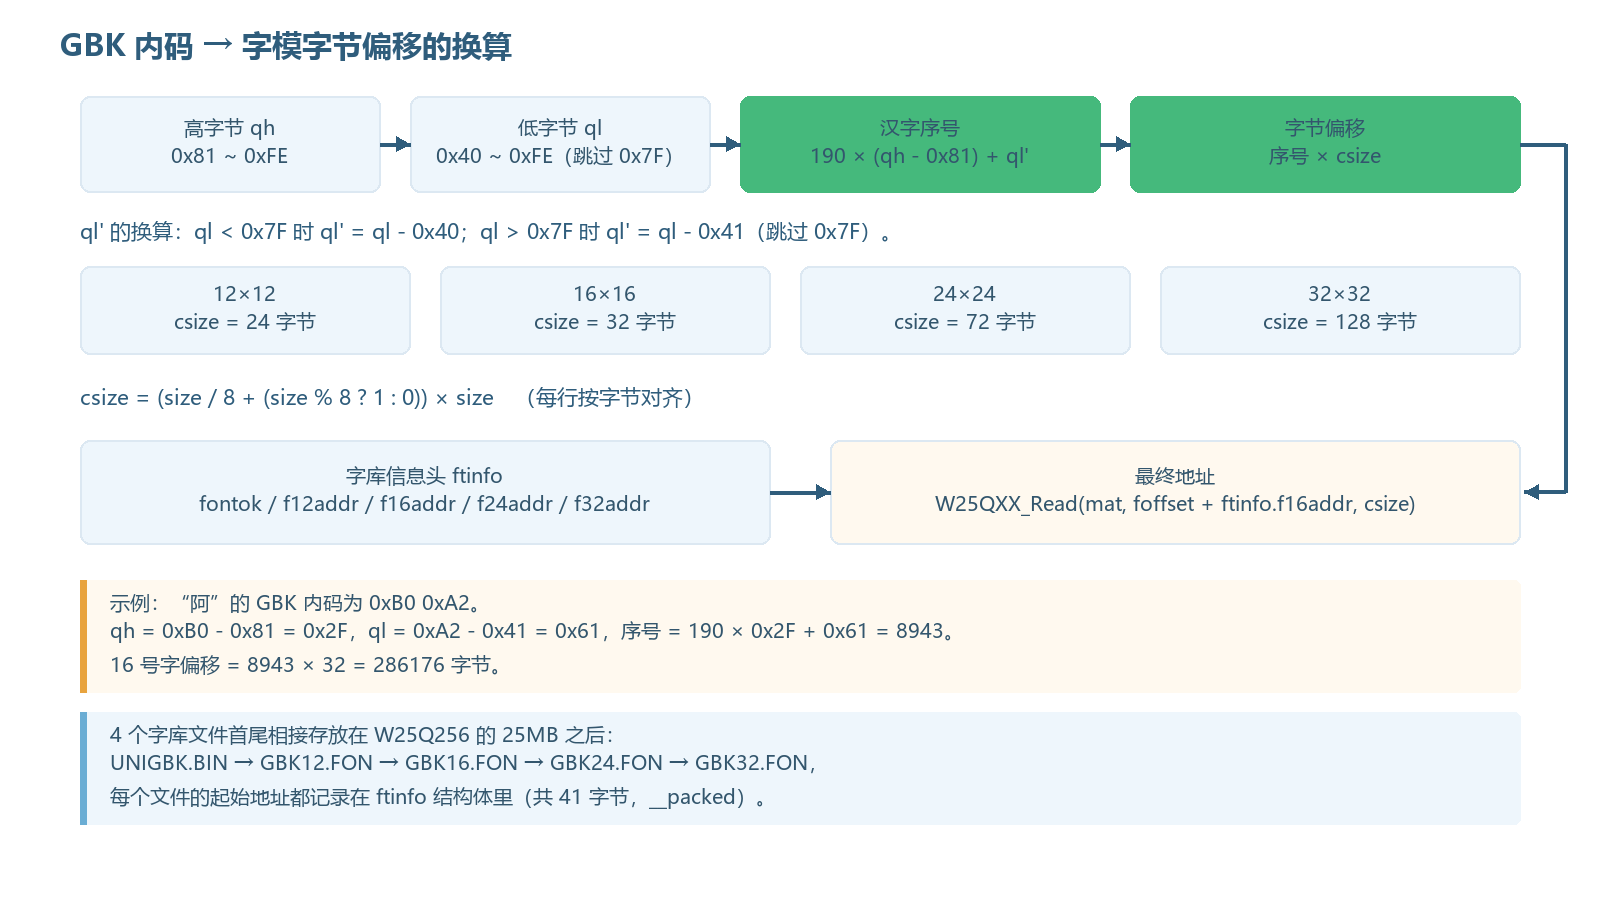 GBK 内码 → 字模字节偏移的换算
高字节 qh
0x81 ~ 0xFE
低字节 ql
0x40 ~ 0xFE（跳过 0x7F）
汉字序号
190 × (qh - 0x81) + ql'
字节偏移
序号 × csize
ql' 的换算：ql < 0x7F 时 ql' = ql - 0x40；ql > 0x7F 时 ql' = ql - 0x41（跳过 0x7F）。
12×12
csize = 24 字节
16×16
csize = 32 字节
24×24
csize = 72 字节
32×32
csize = 128 字节
csize = (size / 8 + (size % 8 ? 1 : 0)) × size （每行按字节对齐）
字库信息头 ftinfo
fontok / f12addr / f16addr / f24addr / f32addr
最终地址
W25QXX_Read(mat, foffset + ftinfo.f16addr, csize)
示例：“阿”的 GBK 内码为 0xB0 0xA2。
qh = 0xB0 - 0x81 = 0x2F，ql = 0xA2 - 0x41 = 0x61，序号 = 190 × 0x2F + 0x61 = 8943。
16 号字偏移 = 8943 × 32 = 286176 字节。
4 个字库文件首尾相接存放在 W25Q256 的 25MB 之后：
UNIGBK.BIN → GBK12.FON → GBK16.FON → GBK24.FON → GBK32.FON，
每个文件的起始地址都记录在 ftinfo 结构体里（共 41 字节，__packed）。